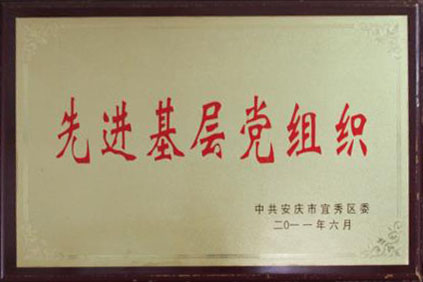 先进基层党组织
中共安庆市宜秀区委
二〇一一年六月